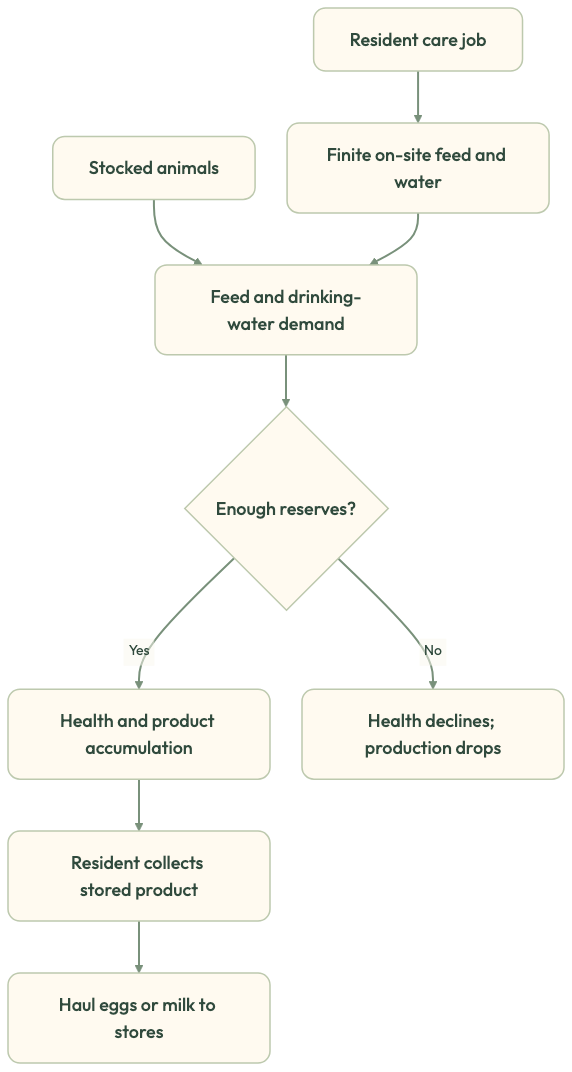 Resident care job
Stocked animals
Finite on-site feed and
water
Feed and drinking-
water demand
Enough reserves?
Yes
No
Health and product
accumulation
Health declines;
production drops
Resident collects
stored product
Haul eggs or milk to
stores